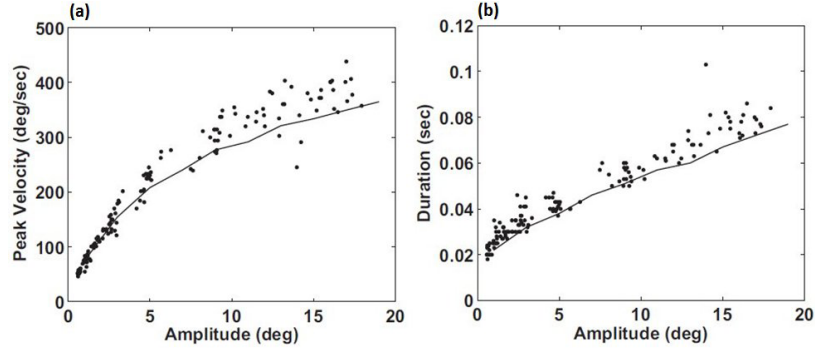 (a)
500
400
300
200
100
0
Peak Velocity (deg/sec)
0 5 10 15 20
Amplitude (deg)
(b)
0.12
0.1
0.08
0.06
0.04
0.02
0
Duration (sec)
0 5 10 15 20
Amplitude (deg)